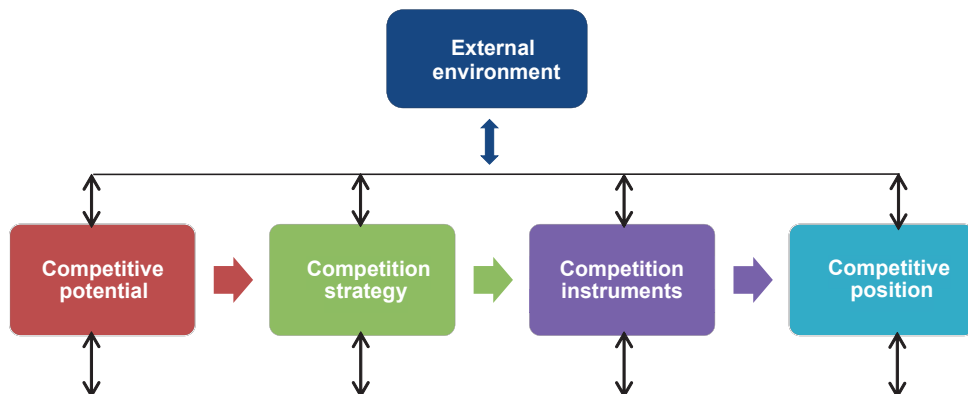 External
environment
Competitive
potential
Competition
strategy
Competition
instruments
Competitive
position